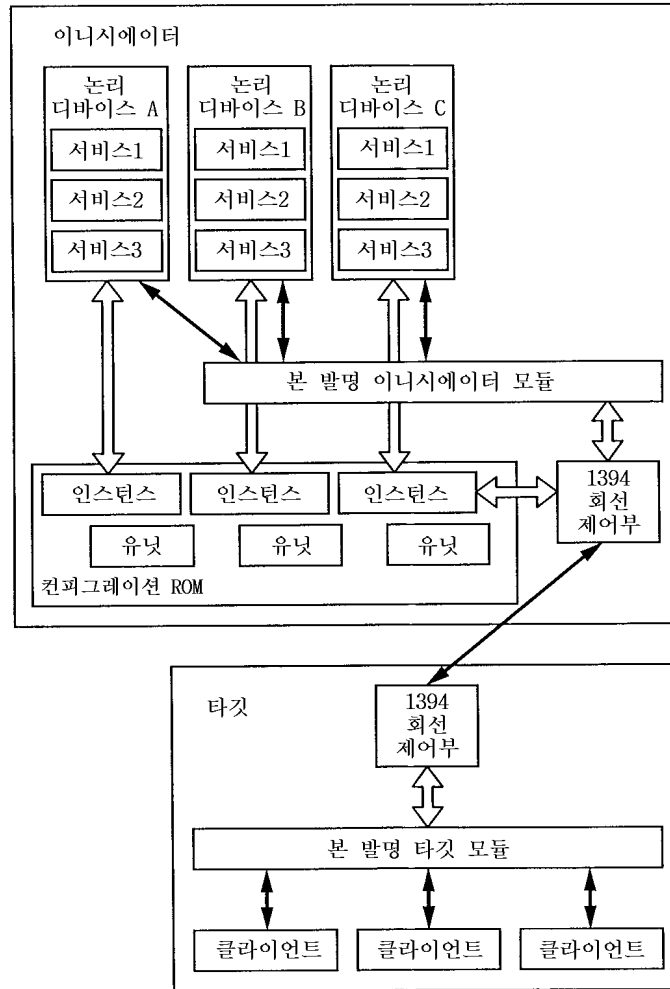 이니시에이터
논리
디바이스 A
서비스1
서비스2
서비스3
논리
디바이스 B
서비스1
서비스2
서비스3
논리
디바이스 C
서비스1
서비스2
서비스3
본 발명 이니시에이터 모듈
인스턴스
인스턴스
인스턴스
유닛
유닛
유닛
컨피그레이션 ROM
1394
회선
제어부
타깃
1394
회선
제어부
본 발명 타깃 모듈
클라이언트
클라이언트
클라이언트